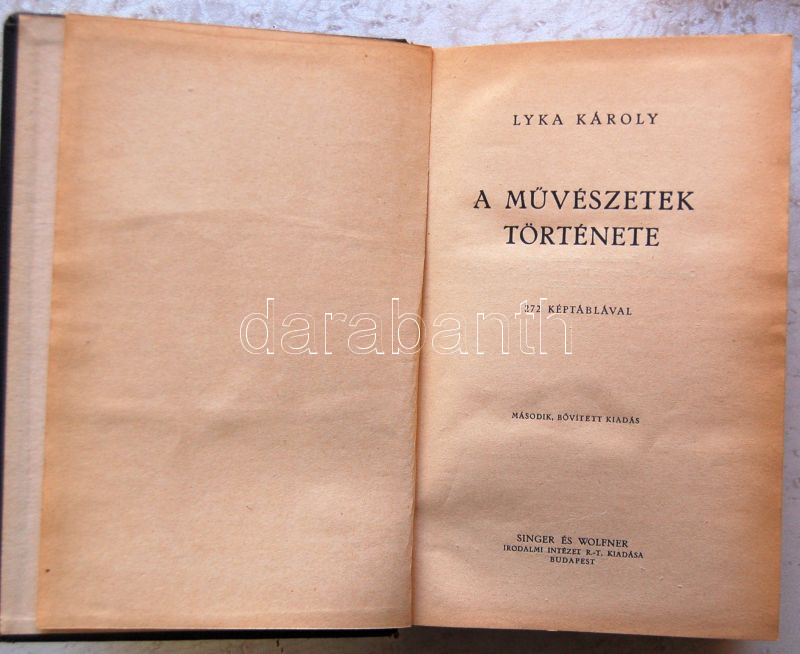 LYKA KÁROLY
A MŰVÉSZETEK
TÖRTÉNETE
272 KÉPTÁBLÁVAL
darabanth
MÁSODIK, BŐVÍTETT KIADÁS
SINGER ÉS WOLFNER
IRODALMI INTÉZET R.-T. KIADÁSA
BUDAPEST